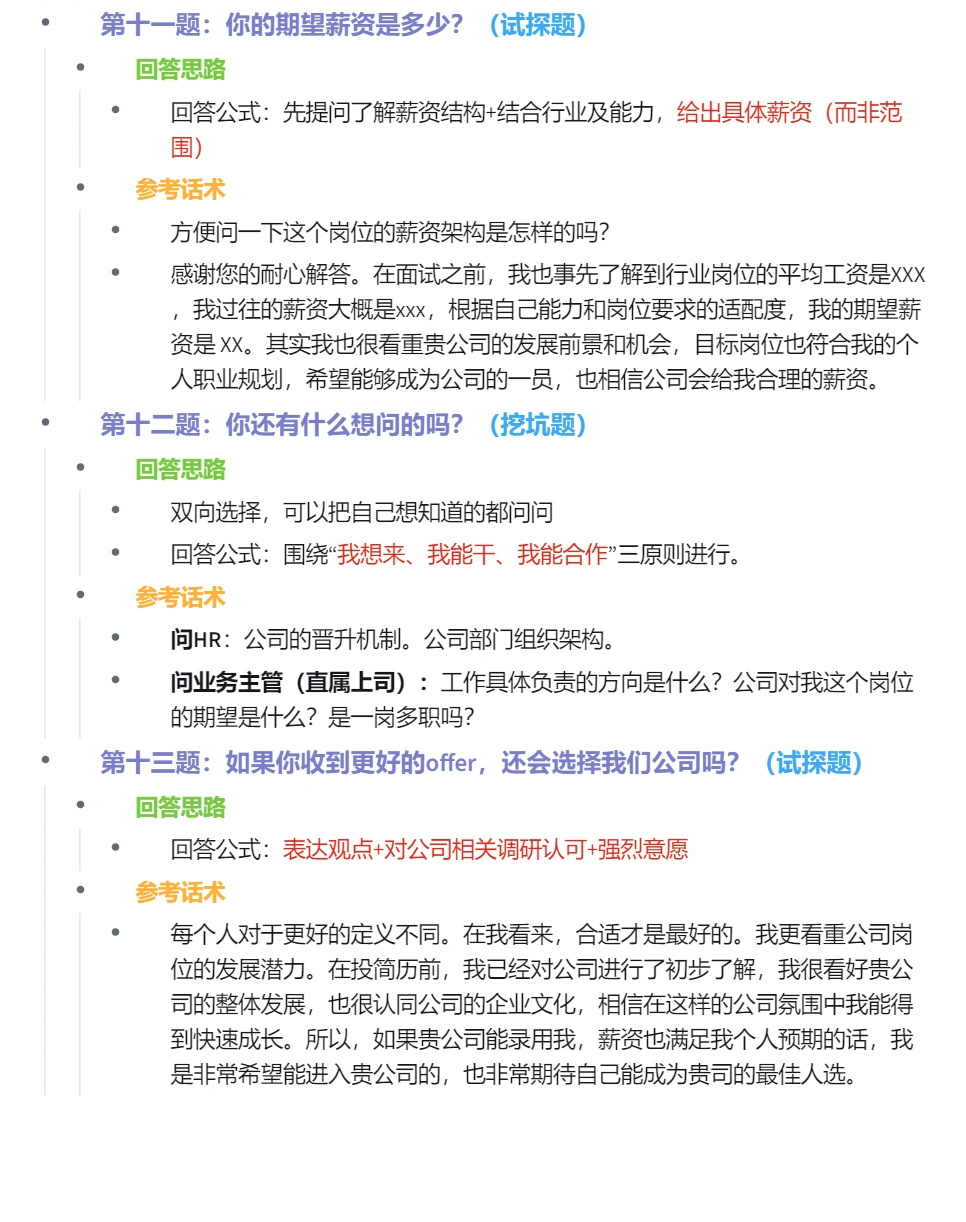 第十一题：你的期望薪资是多少？（试探题）
回答思路
回答公式：先提问了解薪资结构+结合行业及能力，给出具体薪资（而非范
围）
参考话术
方便问一下这个岗位的薪资架构是怎样的吗？
感谢您的耐心解答。在面试之前，我也事先了解到行业岗位的平均工资是XXX
，我过往的薪资大概是xxx，根据自己能力和岗位要求的适配度，我的期望薪
资是 XX。其实我也很看重贵公司的发展前景和机会，目标岗位也符合我的个
人职业规划，希望能够成为公司的一员，也相信公司会给我合理的薪资。
第十二题：你还有什么想问的吗？（挖坑题）
回答思路
双向选择，可以把自己想知道的都问问
回答公式：围绕“我想来、我能干、我能合作”三原则进行。
参考话术
问HR：公司的晋升机制。公司部门组织架构。
问业务主管（直属上司）：工作具体负责的方向是什么？公司对我这个岗位
的期望是什么？是一岗多职吗？
第十三题：如果你收到更好的offer，还会选择我们公司吗？（试探题）
回答思路
回答公式：表达观点+对公司相关调研认可+强烈意愿
参考话术
每个人对于更好的定义不同。在我看来，合适才是最好的。我更看重公司岗
位的发展潜力。在投简历前，我已经对公司进行了初步了解，我很看好贵公
司的整体发展，也很认同公司的企业文化，相信在这样的公司氛围中我能得
到快速成长。所以，如果贵公司能录用我，薪资也满足我个人预期的话，我
是非常希望能进入贵公司的，也非常期待自己能成为贵司的最佳人选。